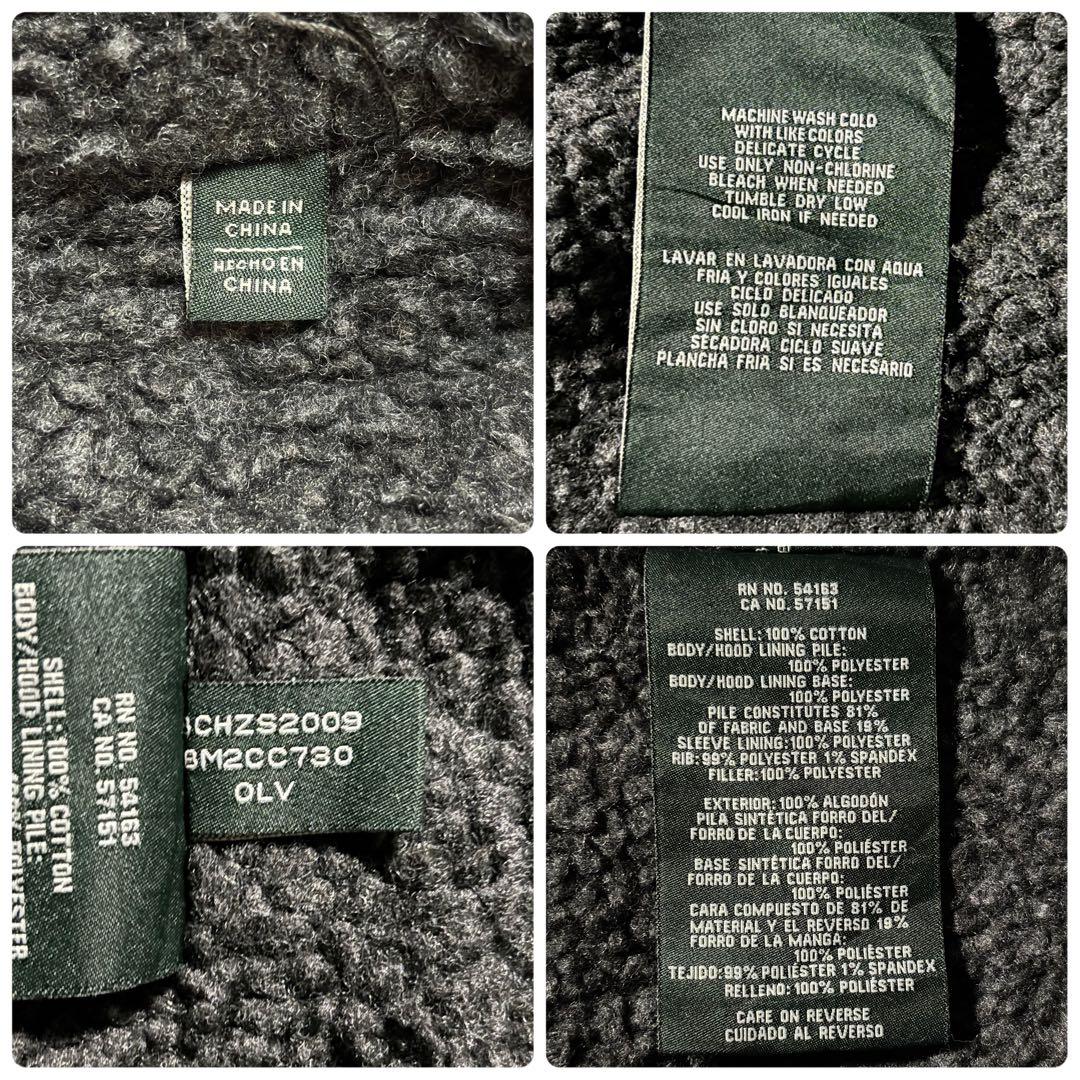 MADE IN
CHINA
HECHO EN
CHINA
MACHINE WASH COLD
WITH LIKE COLORS
DELICATE CYCLE
USE ONLY NON-CHLORINE
BLEACH WHEN NEEDED
TUMBLE DRY LOW
COOL IRON IF NEEDED
LAVAR EN LAVADORA CON AQUA
FRIA Y COLORES IGUALES
CICLO DELICADO
USE SOLO BLANQUEADOR
SIN CLORO SI NECESITA
SECADORA CICLO SUAVE
PLANCHA FRIA SI ES NECESARIO
RN NO. 54163
CA NO. 57151
SHELL: 100% COTTON
BODY/HOOD LINING PILE:
CHZS2009
BM2CC730
OLV
RN NO. 54163
CA NO. 57151
SHELL: 100% COTTON
BODY/HOOD LINING PILE:
100% POLYESTER
BODY/HOOD LINING BASE:
100% POLYESTER
PILE CONSTITUTES 81%
OF FABRIC AND BASE 19%
SLEEVE LINING: 100% POLYESTER
RIB: 99% POLYESTER 1% SPANDEX
FILLER: 100% POLYESTER
EXTERIOR: 100% ALGODÓN
PILA SINTÉTICA FORRO DEL/
FORRO DE LA CUERPO:
100% POLIÉSTER
BASE SINTÉTICA FORRO DEL/
FORRO DE LA CUERPO:
100% POLIÉSTER
CARA COMPUESTO DE 81% DE
MATERIAL Y EL REVERSO 19%
FORRO DE LA MANGA:
100% POLIÉSTER
TEJIDO: 99% POLIÉSTER 1% SPANDEX
RELLENO: 100% POLIÉSTER
CARE ON REVERSE
CUIDADO AL REVERSO